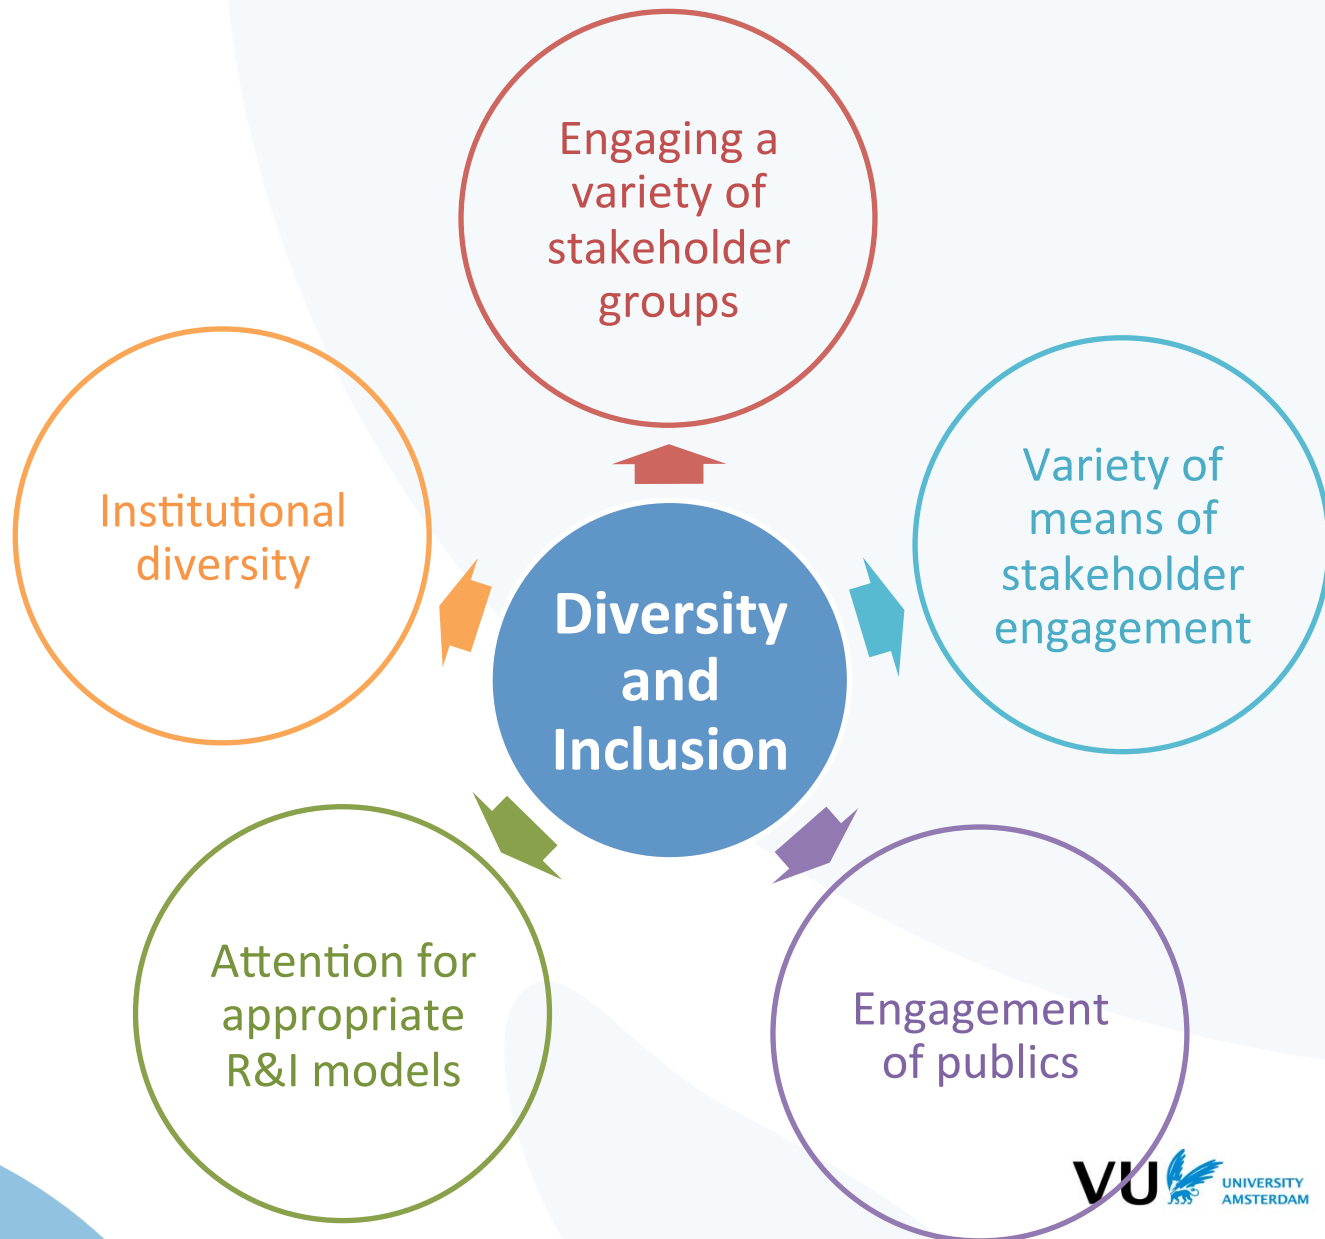 Engaging a
variety of
stakeholder
groups
Variety of
means of
stakeholder
engagement
Institutional
diversity
Diversity
and
Inclusion
Attention for
appropriate
R&I models
Engagement
of publics
VU UNIVERSITY
AMSTERDAM